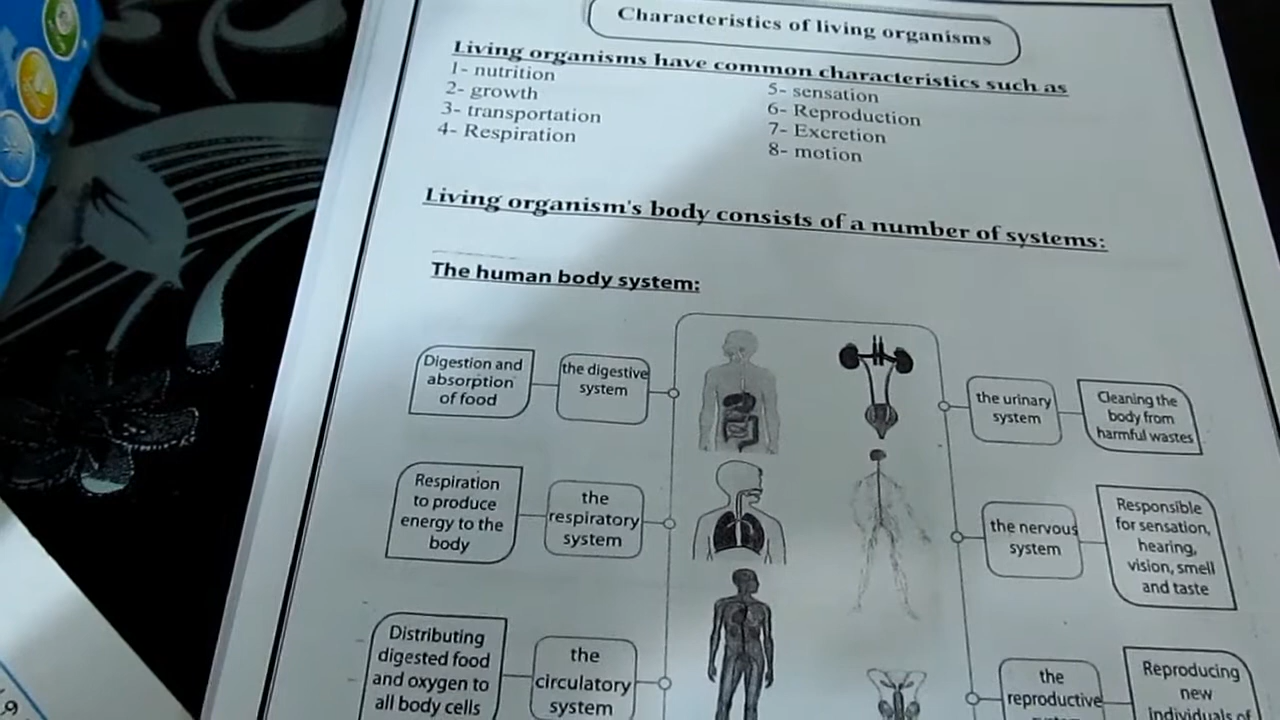 Characteristics of living organisms
Living organisms have common characteristics such as
1- nutrition
2- growth
3- transportation
4- Respiration
5- sensation
6- Reproduction
7- Excretion
8- motion
Living organism's body consists of a number of systems:
The human body system:
Digestion and
absorption
of food
the digestive
system
the urinary
system
Cleaning the
body from
harmful wastes
Respiration
to produce
energy to the
body
the
respiratory
system
the nervous
system
Responsible
for sensation,
hearing,
vision, smell
and taste
Distributing
digested food
and oxygen to
all body cells
the
circulatory
system
the
reproductive
Reproducing
new
individuals of